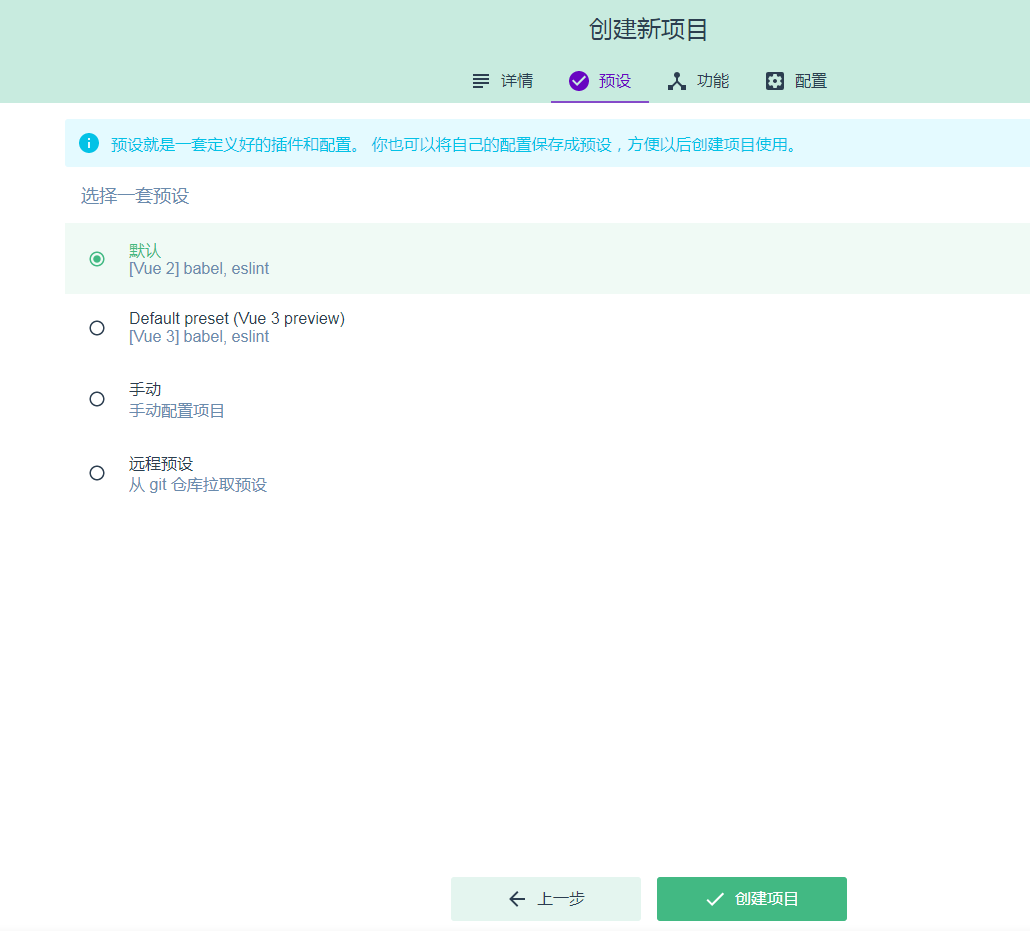 创建新项目
详情 预设 功能 配置
预设就是一套定义好的插件和配置。 你也可以将自己的配置保存成预设，方便以后创建项目使用。
选择一套预设
默认
[Vue 2] babel, eslint
Default preset (Vue 3 preview)
[Vue 3] babel, eslint
手动
手动配置项目
远程预设
从 git 仓库拉取预设
上一步 创建项目